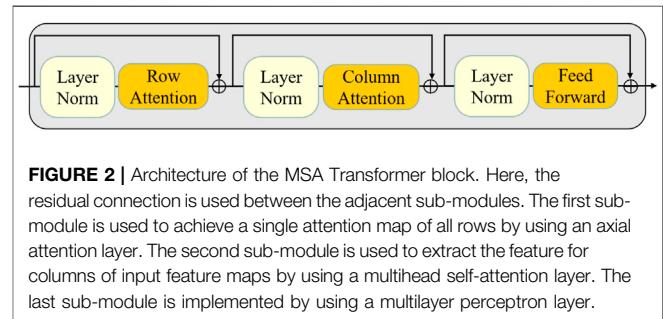 Layer Norm
Row Attention
Layer Norm
Column Attention
Layer Norm
Feed Forward
FIGURE 2 | Architecture of the MSA Transformer block. Here, the
residual connection is used between the adjacent sub-modules. The first sub-
module is used to achieve a single attention map of all rows by using an axial
attention layer. The second sub-module is used to extract the feature for
columns of input feature maps by using a multihead self-attention layer. The
last sub-module is implemented by using a multilayer perceptron layer.